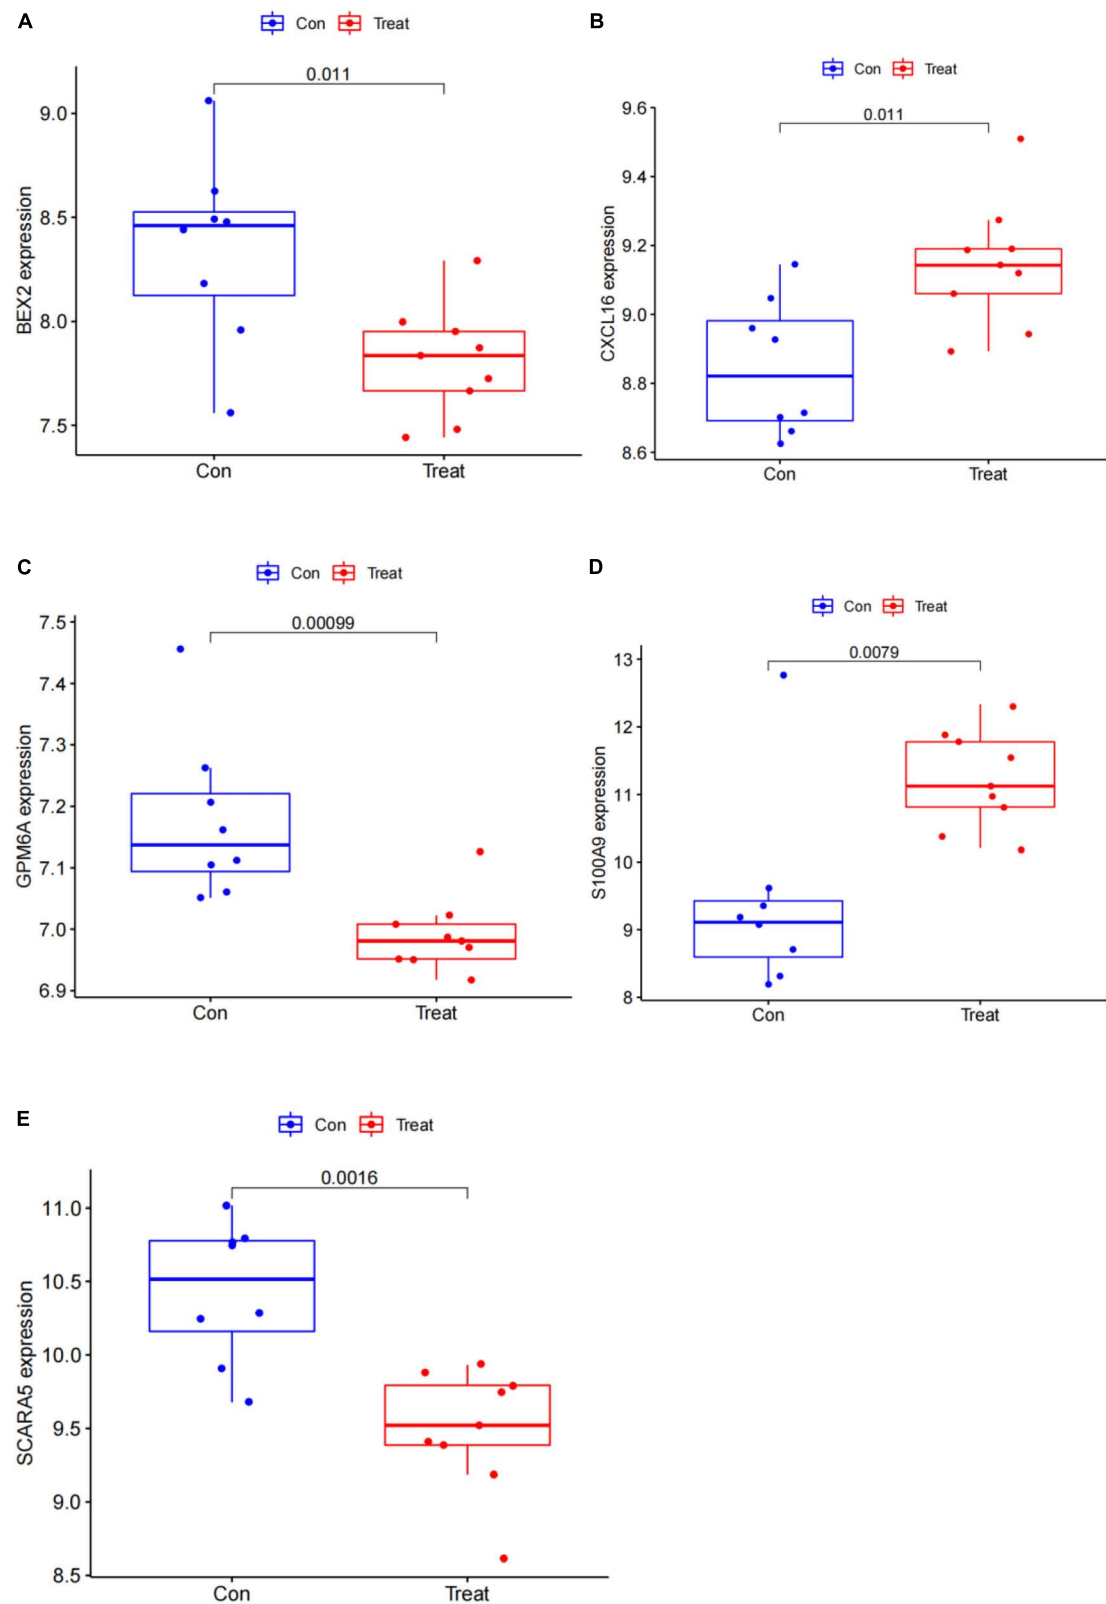 A
Con Treat
0.011
BEX2 expression
9.0
8.5
8.0
7.5
Con Treat
B
Con Treat
0.011
CXCL16 expression
9.6
9.4
9.2
9.0
8.8
8.6
Con Treat
C
Con Treat
0.00099
GPM6A expression
7.5
7.4
7.3
7.2
7.1
7.0
6.9
Con Treat
D
Con Treat
0.0079
S100A9 expression
13
12
11
10
9
8
Con Treat
E
Con Treat
0.0016
SCARA5 expression
11.0
10.5
10.0
9.5
9.0
8.5
Con Treat